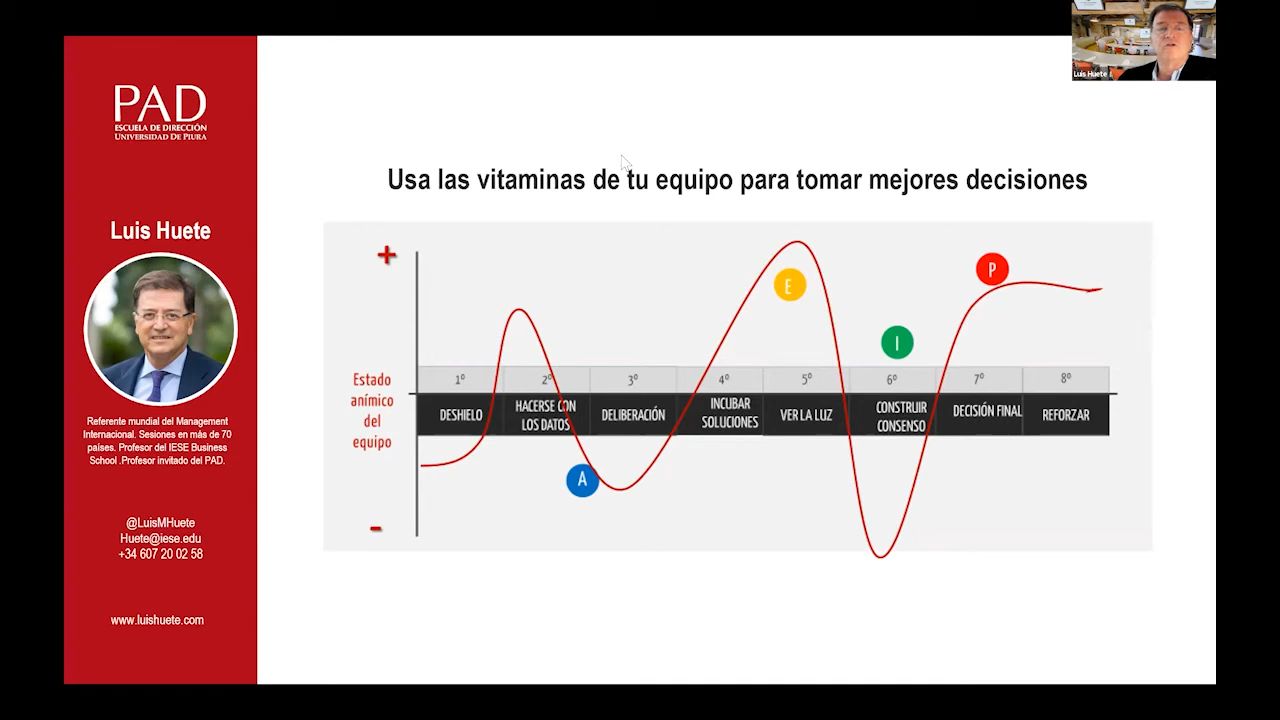 PAD
ESCUELA DE DIRECCIÓN
UNIVERSIDAD DE PIURA
Luis Huete
Referente mundial del Management
Internacional. Sesiones en más de 70
países. Profesor del IESE Business
School .Profesor invitado del PAD.
@LuisMHuete
Huete@iese.edu
+34 607 20 02 58
www.luishuete.com
Luis Huete
Usa las vitaminas de tu equipo para tomar mejores decisiones
+
E
P
I
Estado
anímico
del
equipo
1º
2º
3º
4º
5º
6º
7º
8º
DESHIELO
HACERSE CON
LOS DATOS
DELIBERACIÓN
INCUBAR
SOLUCIONES
VER LA LUZ
CONSTRUIR
CONSENSO
DECISIÓN FINAL
REFORZAR
A
-